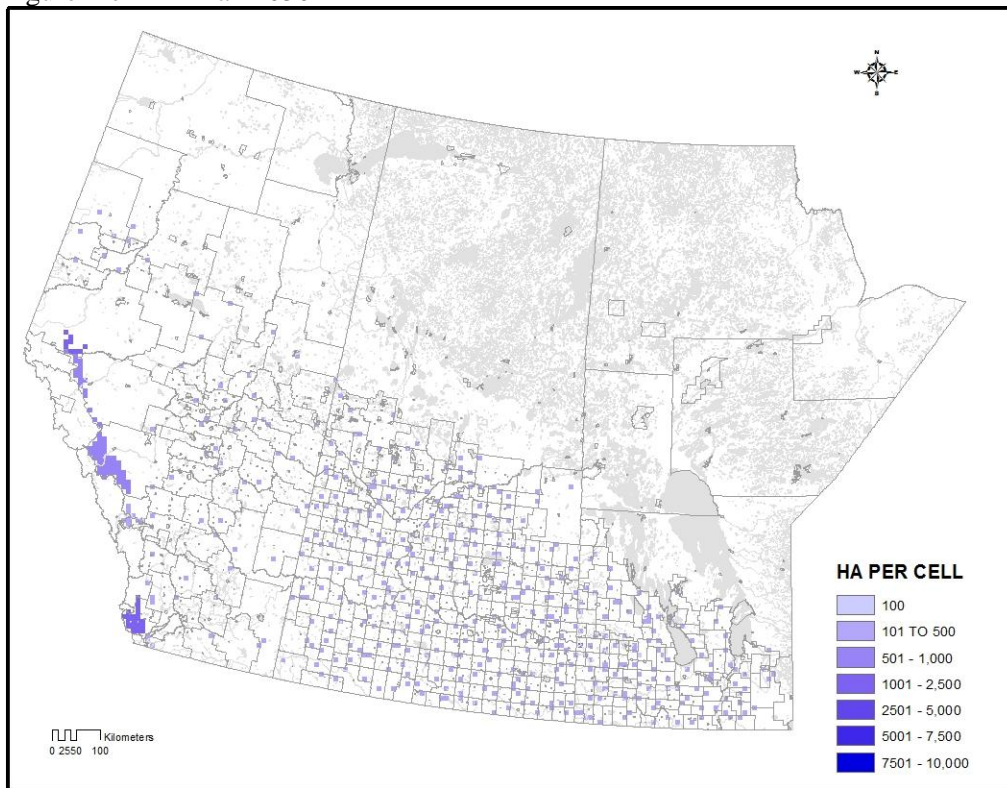 N
W E
S
HA PER CELL
100
101 TO 500
501 - 1,000
1001 - 2,500
2501 - 5,000
5001 - 7,500
7501 - 10,000
Kilometers
0 2550 100